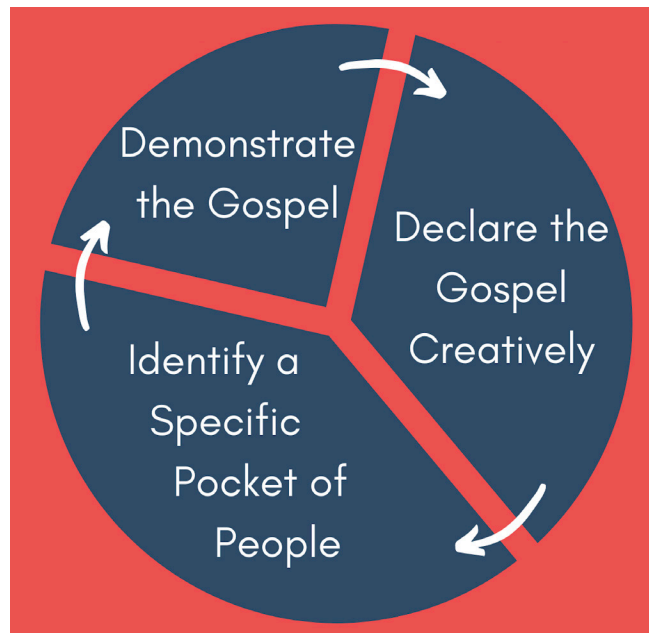 Demonstrate
the Gospel
Declare the
Gospel
Creatively
Identify a
Specific
Pocket of
People